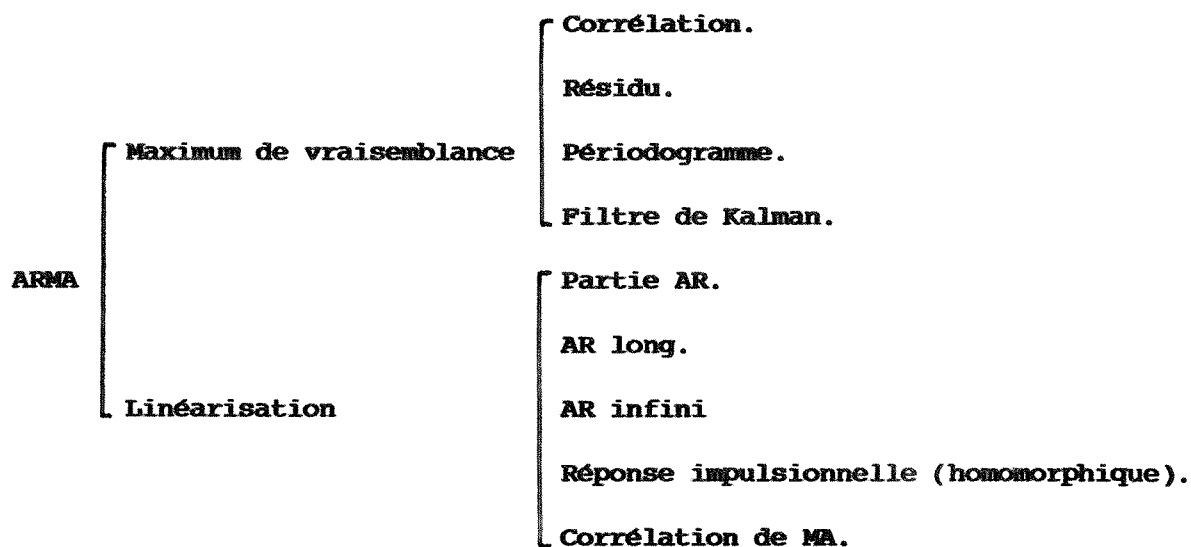 Corrélation.
Résidu.
Maximum de vraisemblance
Périodogramme.
Filtre de Kalman.
ARMA
Partie AR.
AR long.
Linéarisation
AR infini
Réponse impulsionnelle (homomorphique).
Corrélation de MA.